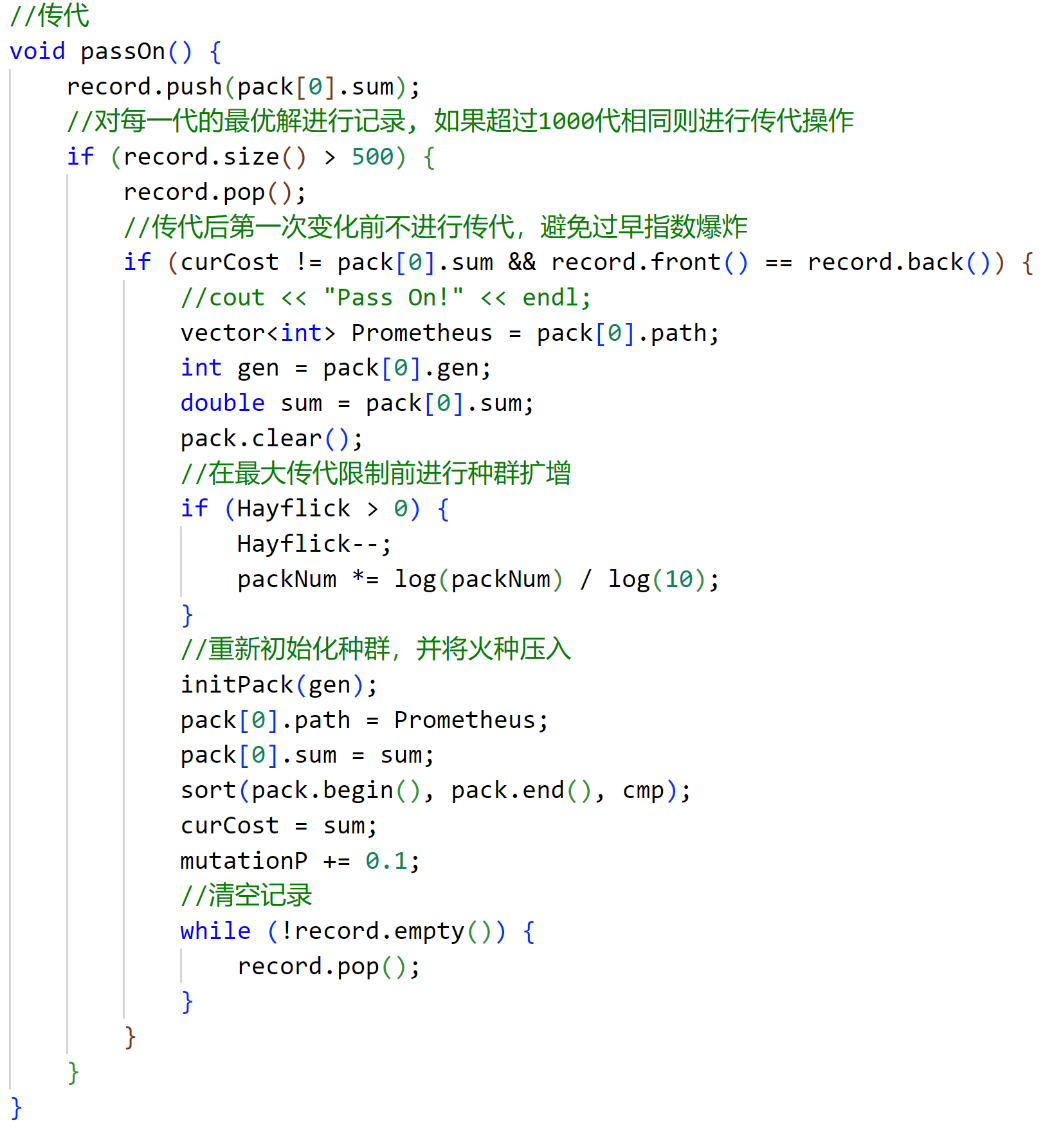 //传代
void passOn() {
    record.push(pack[0].sum);
    //对每一代的最优解进行记录, 如果超过1000代相同则进行传代操作
    if (record.size() > 500) {
        record.pop();
        //传代后第一次变化前不进行传代，避免过早指数爆炸
        if (curCost != pack[0].sum && record.front() == record.back()) {
            //cout << "Pass On!" << endl;
            vector<int> Prometheus = pack[0].path;
            int gen = pack[0].gen;
            double sum = pack[0].sum;
            pack.clear();
            //在最大传代限制前进行种群扩增
            if (Hayflick > 0) {
                Hayflick--;
                packNum *= log(packNum) / log(10);
            }
            //重新初始化种群，并将火种压入
            initPack(gen);
            pack[0].path = Prometheus;
            pack[0].sum = sum;
            sort(pack.begin(), pack.end(), cmp);
            curCost = sum;
            mutationP += 0.1;
            //清空记录
            while (!record.empty()) {
                record.pop();
            }
        }
    }
}